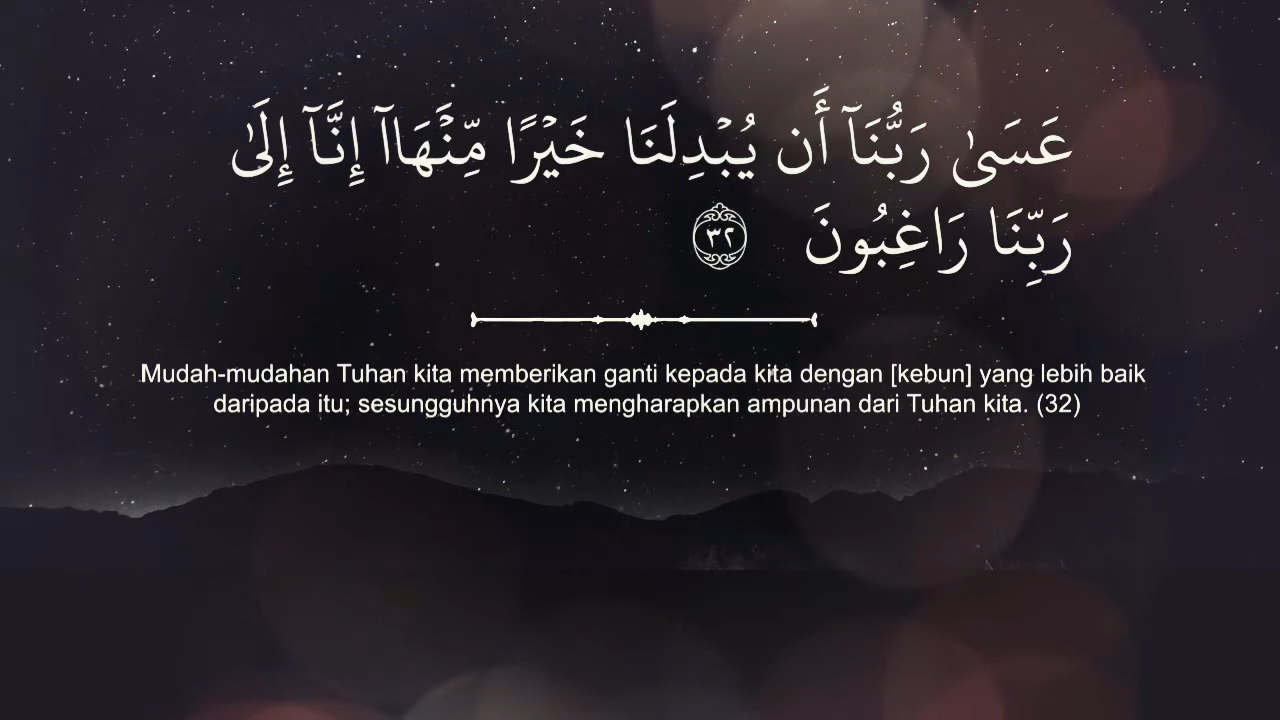 عَسَىٰ رَبُّنَآ أَن يُبْدِلَنَا خَيْرًا مِّنْهَآ إِنَّآ إِلَىٰ
رَبِّنَا رَاغِبُونَ ٣٢
Mudah-mudahan Tuhan kita memberikan ganti kepada kita dengan [kebun] yang lebih baik
daripada itu; sesungguhnya kita mengharapkan ampunan dari Tuhan kita. (32)